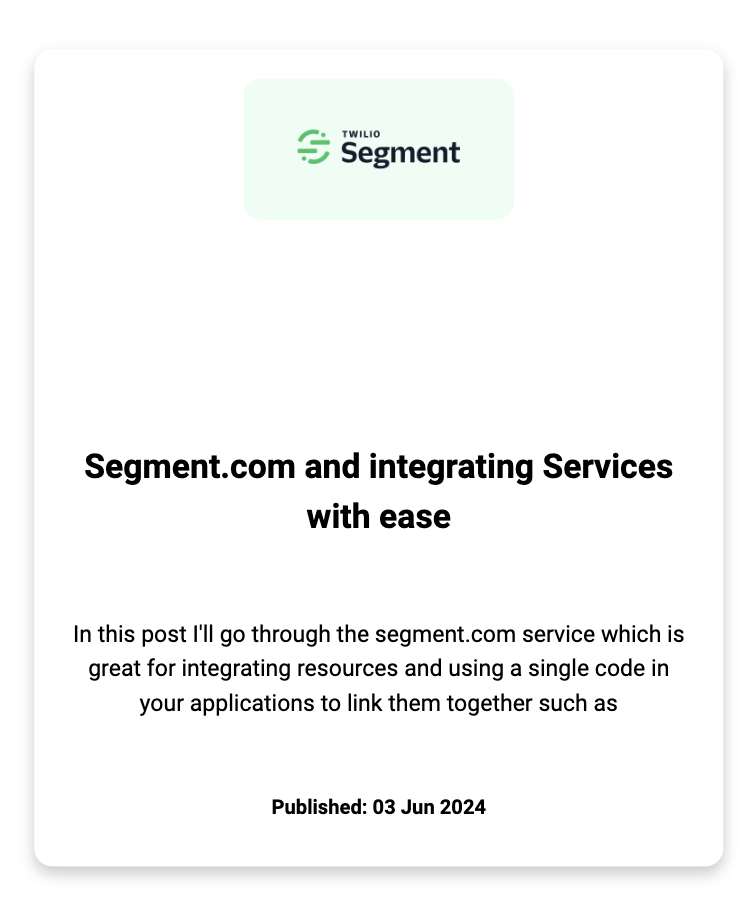 TWILIO
Segment
Segment.com and integrating Services
with ease
In this post I'll go through the segment.com service which is
great for integrating resources and using a single code in
your applications to link them together such as
Published: 03 Jun 2024